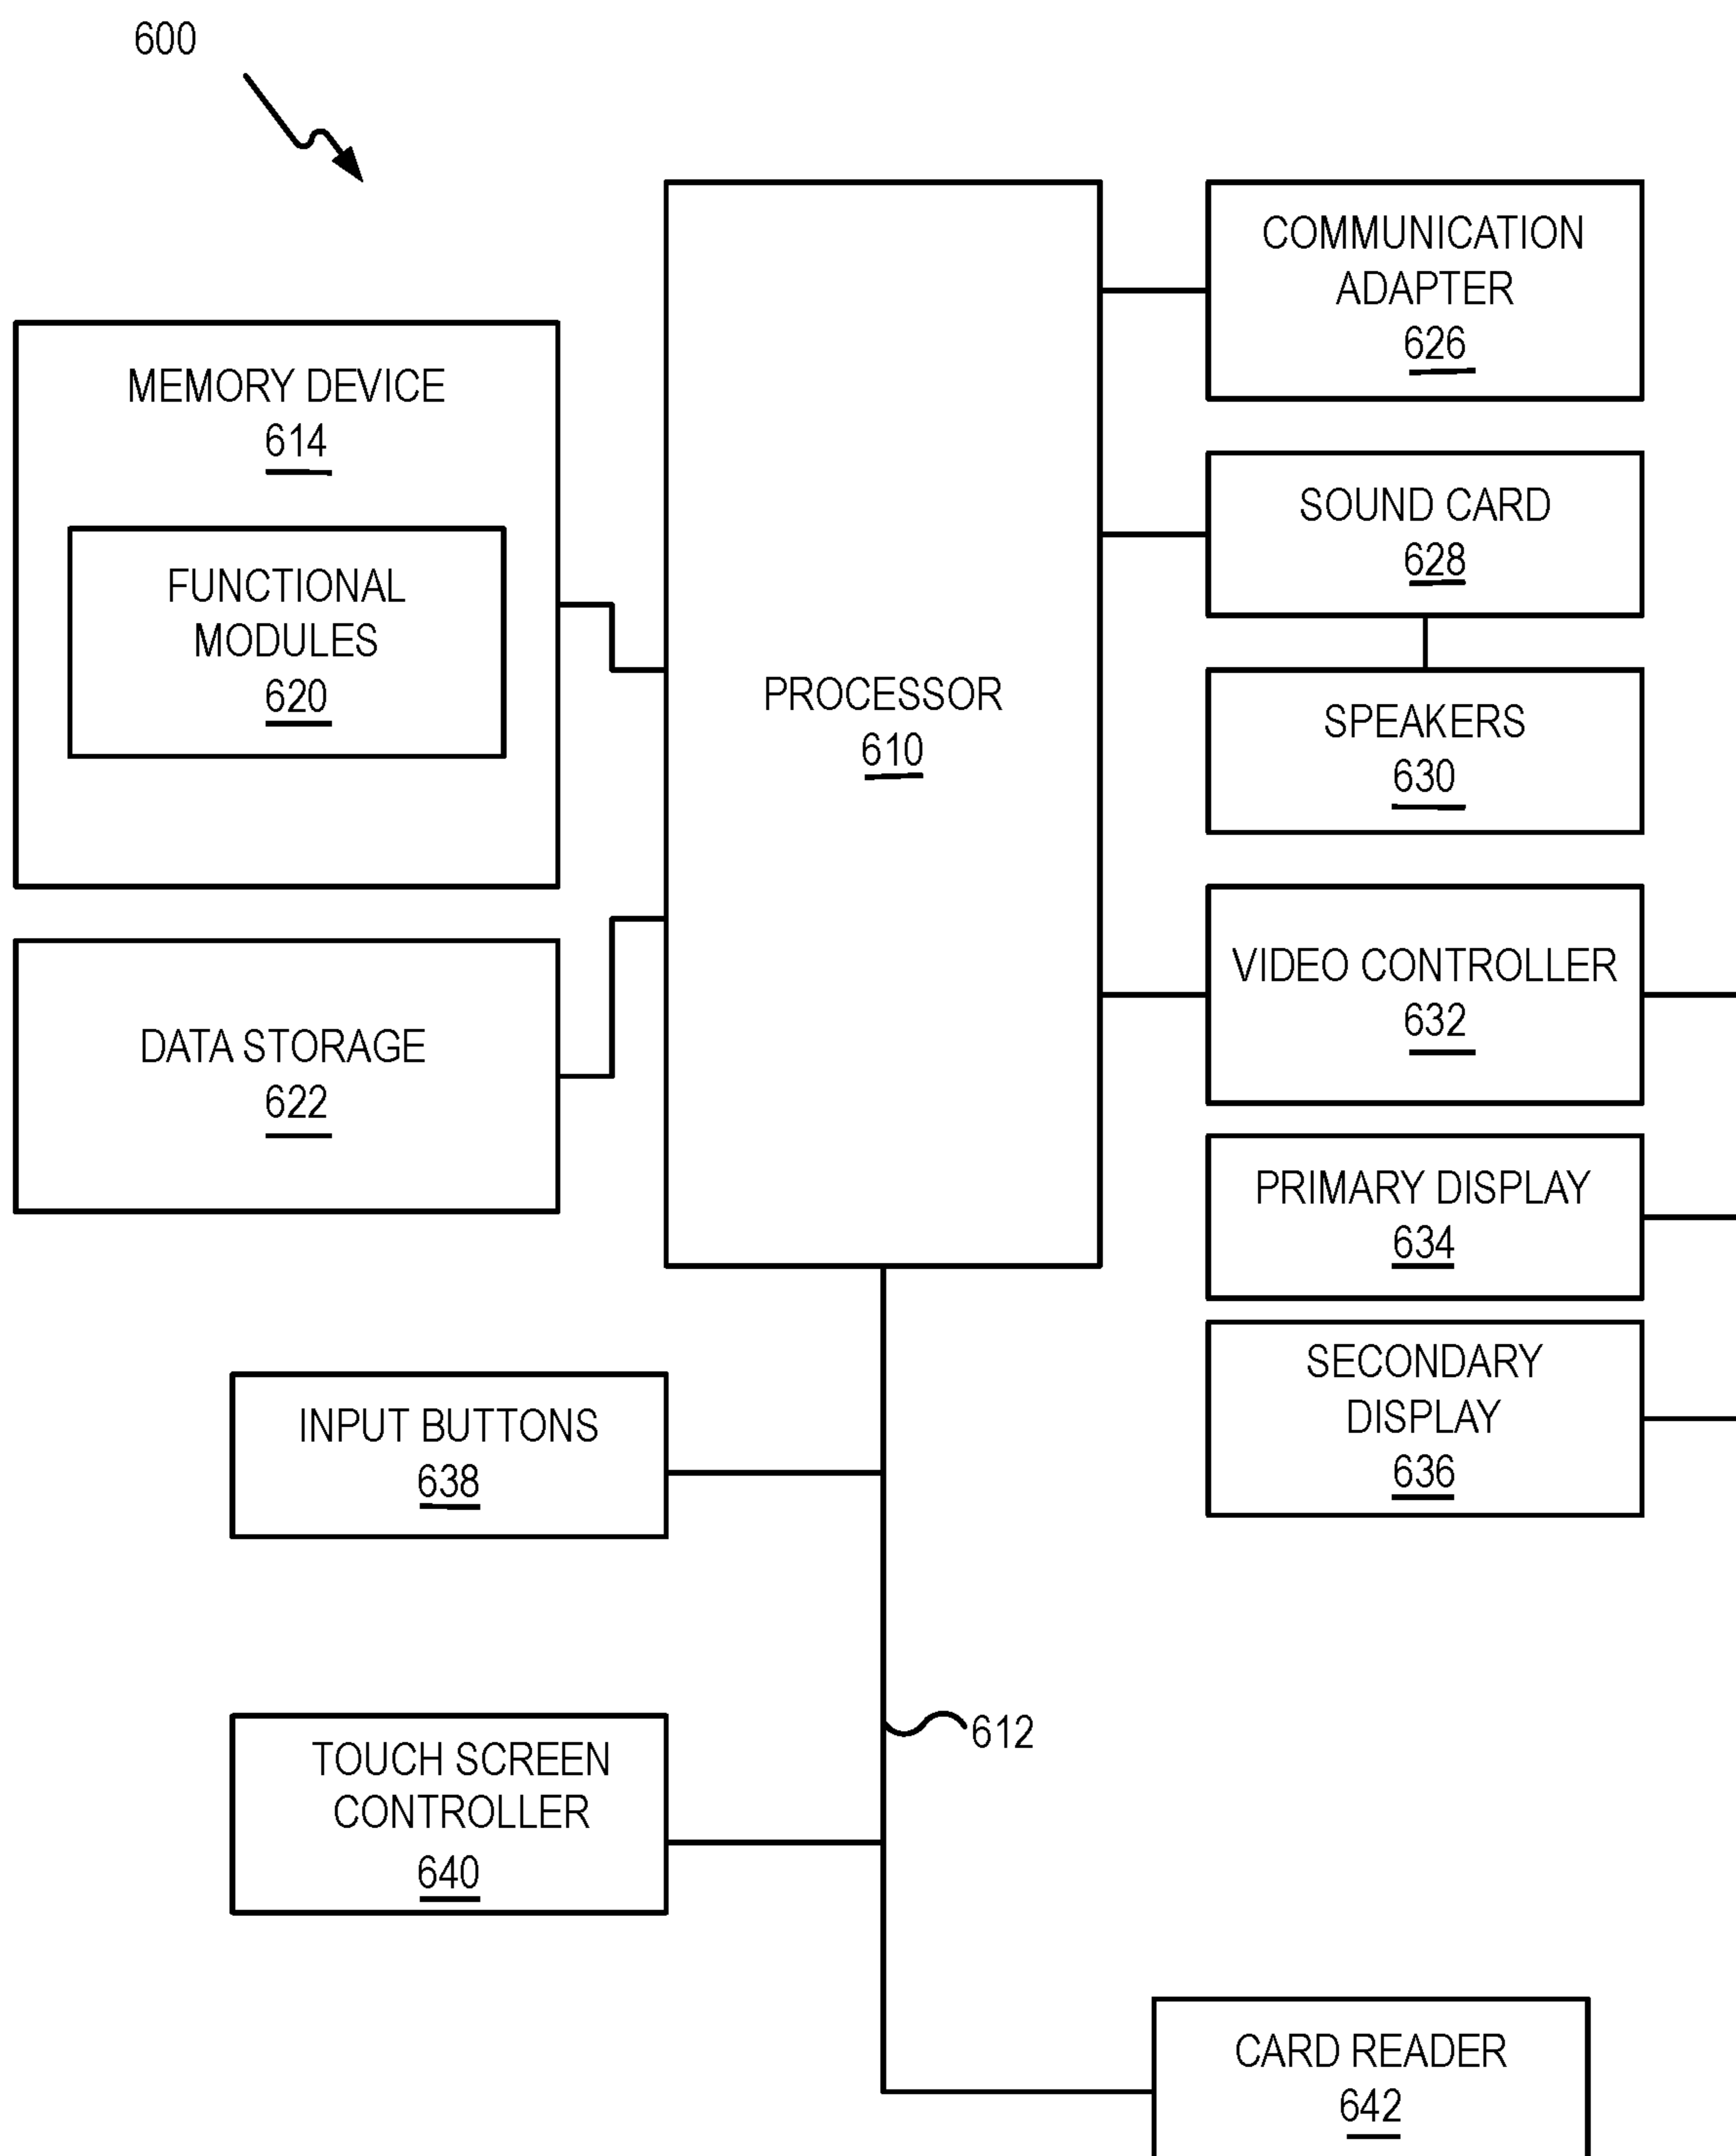 600
COMMUNICATION
ADAPTER
626
MEMORY DEVICE
614
SOUND CARD
628
FUNCTIONAL
MODULES
620
PROCESSOR
610
SPEAKERS
630
VIDEO CONTROLLER
632
DATA STORAGE
622
PRIMARY DISPLAY
634
SECONDARY
DISPLAY
636
INPUT BUTTONS
638
612
TOUCH SCREEN
CONTROLLER
640
CARD READER
642